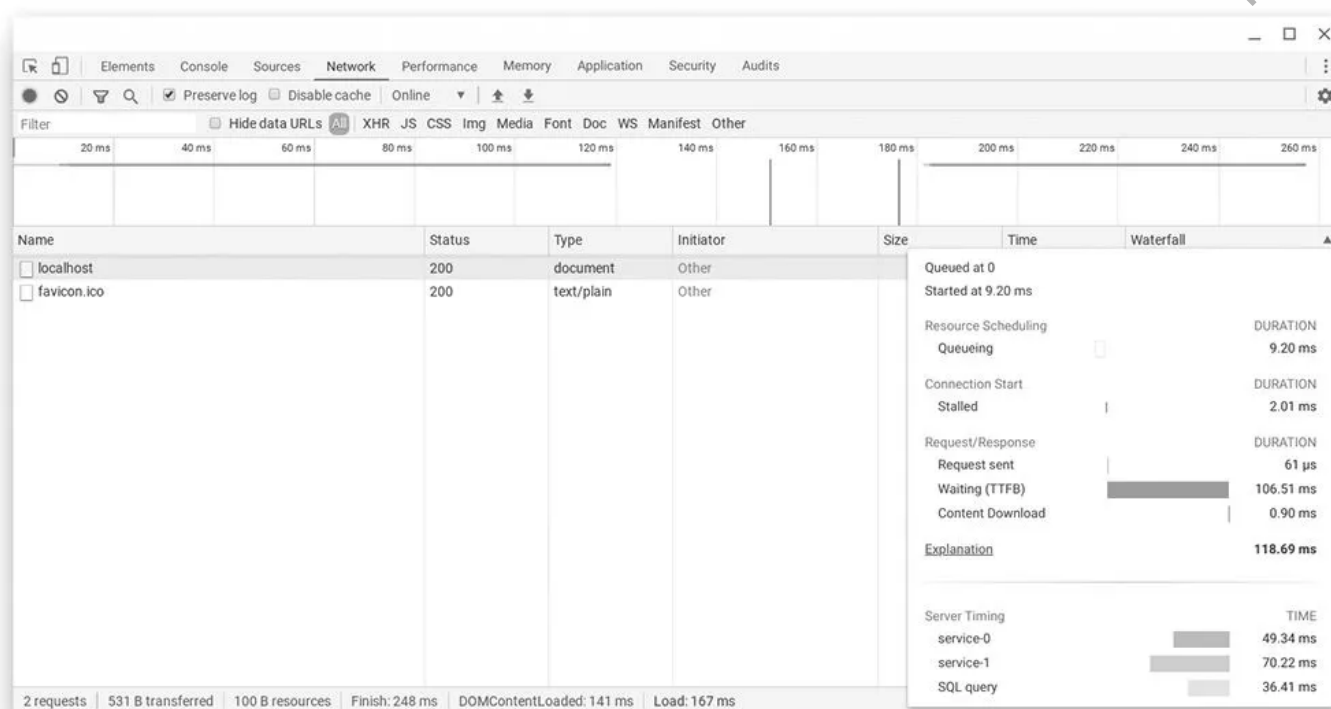 Elements Console Sources Network Performance Memory Application Security Audits
Preserve log Disable cache Online
Filter Hide data URLs All XHR JS CSS Img Media Font Doc WS Manifest Other
20 ms 40 ms 60 ms 80 ms 100 ms 120 ms 140 ms 160 ms 180 ms 200 ms 220 ms 240 ms 260 ms
Name Status Type Initiator Size Time Waterfall
localhost 200 document Other
favicon.ico 200 text/plain Other
Queued at 0
Started at 9.20 ms
Resource Scheduling DURATION
Queueing 9.20 ms
Connection Start DURATION
Stalled 2.01 ms
Request/Response DURATION
Request sent 61 μs
Waiting (TTFB) 106.51 ms
Content Download 0.90 ms
Explanation 118.69 ms
Server Timing TIME
service-0 49.34 ms
service-1 70.22 ms
SQL query 36.41 ms
2 requests 531 B transferred 100 B resources Finish: 248 ms DOMContentLoaded: 141 ms Load: 167 ms